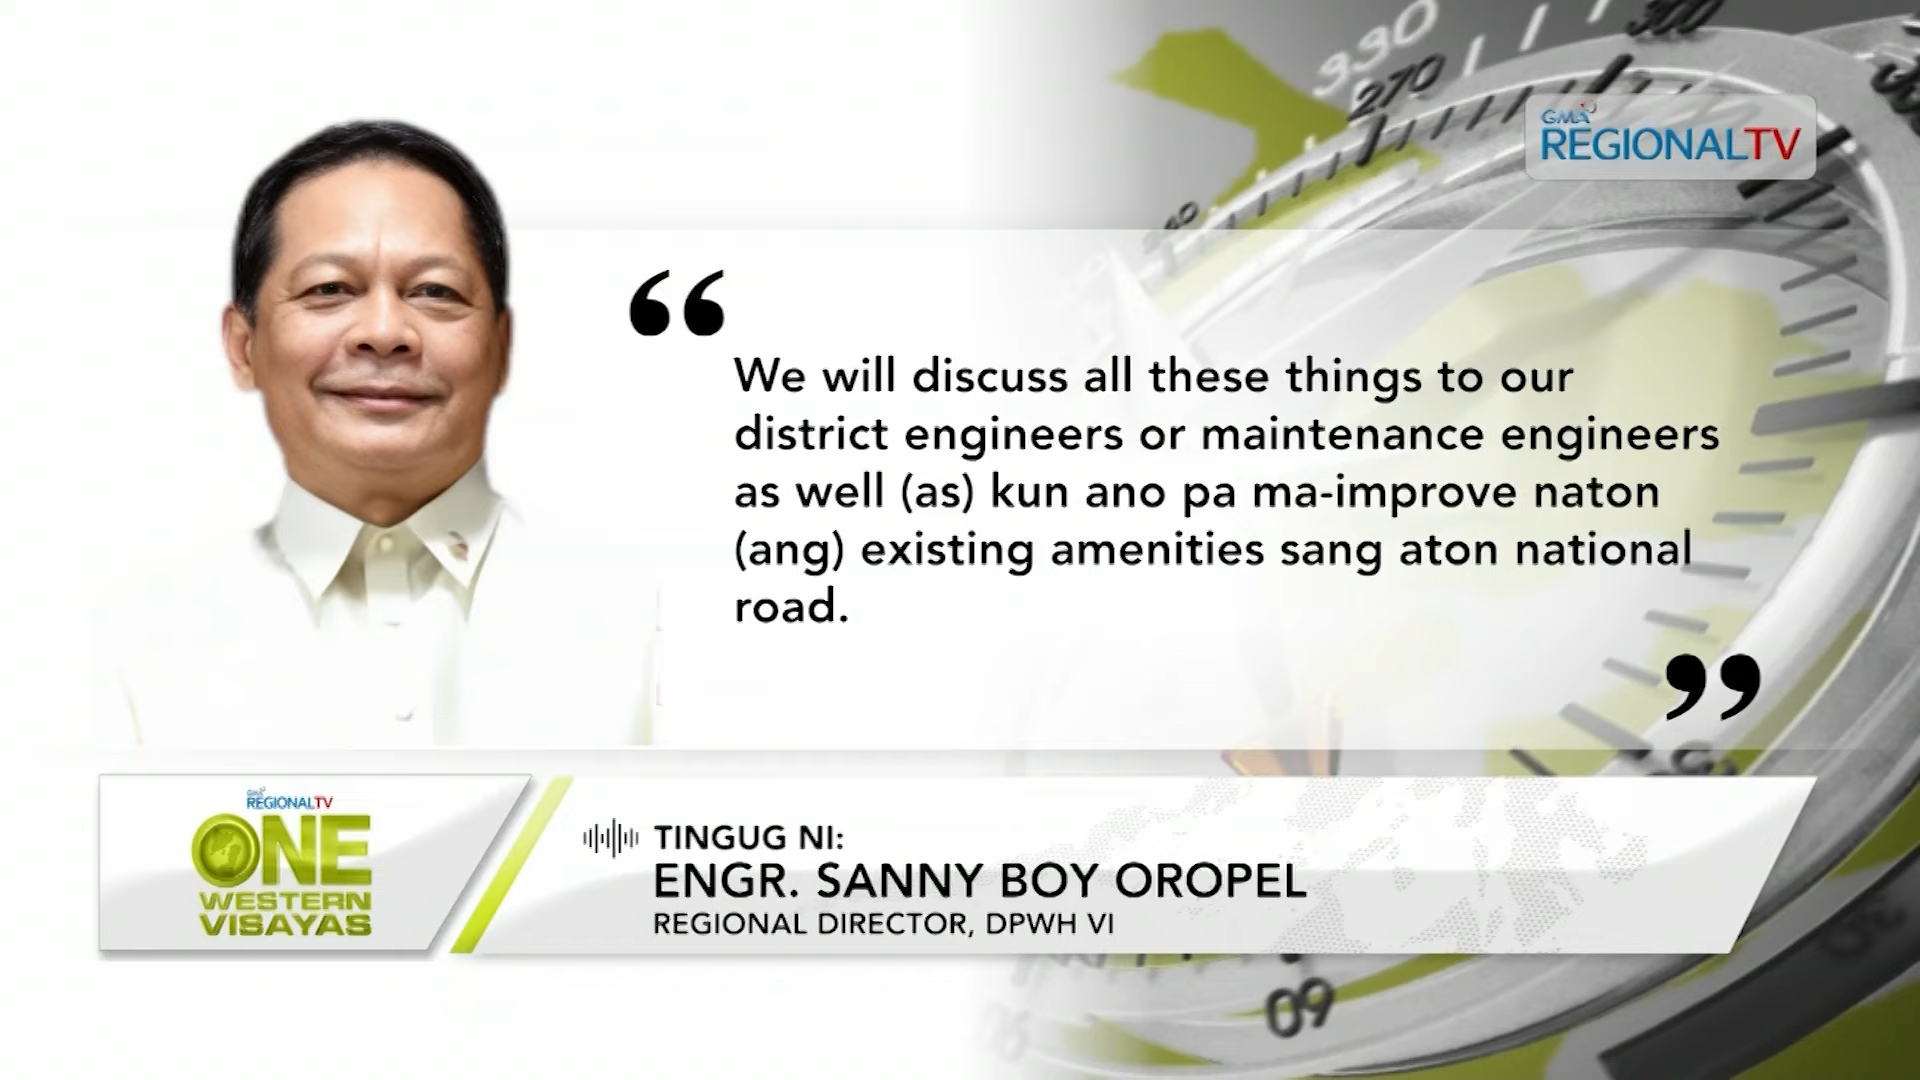 330
270
300
GMA
REGIONALTV
“
We will discuss all these things to our
district engineers or maintenance engineers
as well (as) kun ano pa ma-improve naton
(ang) existing amenities sang aton national
road.
”
GMA
REGIONALTV
ONE
WESTERN
VISAYAS
TINGUG NI:
ENGR. SANNY BOY OROPEL
REGIONAL DIRECTOR, DPWH VI
60